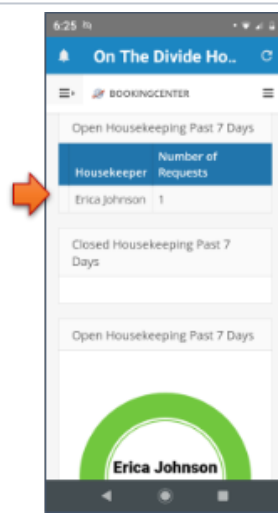 6:25
On The Divide Ho..
BOOKINGCENTER
Open Housekeeping Past 7 Days
Housekeeper Number of
Requests
Erica Johnson 1
Closed Housekeeping Past 7
Days
Open Housekeeping Past 7 Days
Erica Johnson